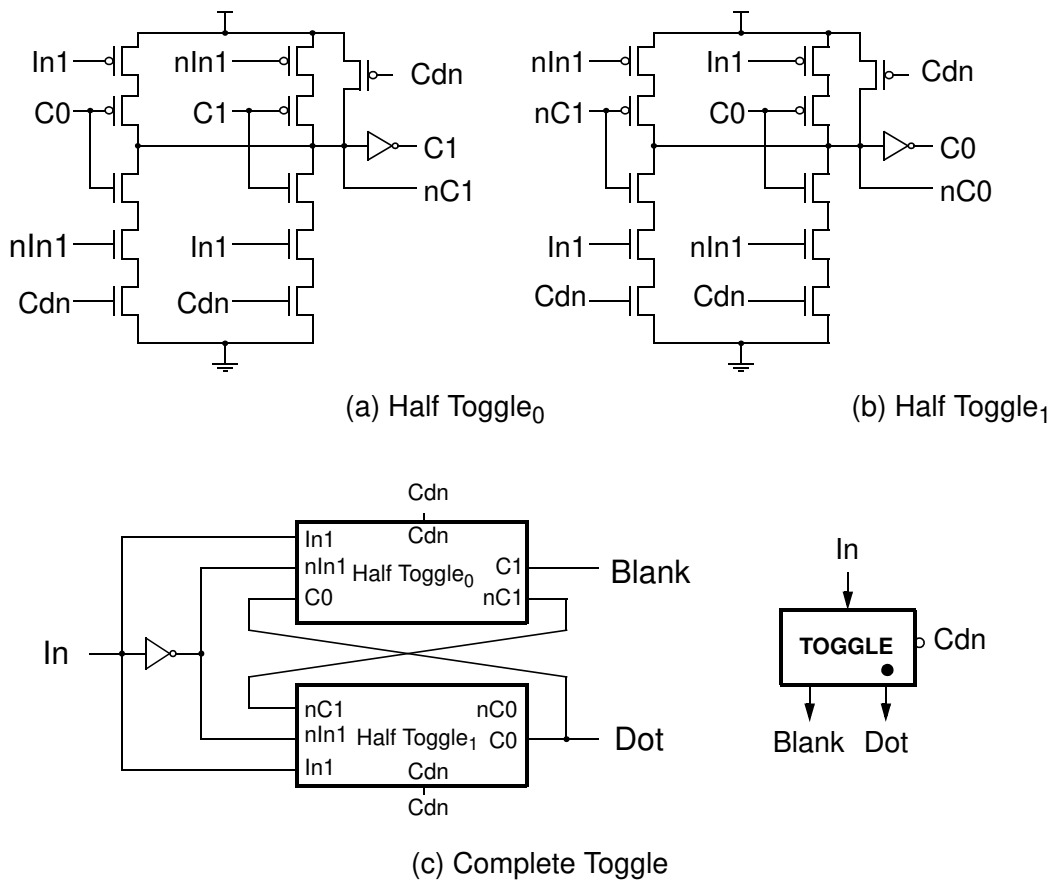 In1
nIn1
Cdn
C0
C1
C1
nC1
nIn1
In1
Cdn
Cdn
(a) Half Toggle0
nIn1
In1
Cdn
nC1
C0
C0
nC0
In1
nIn1
Cdn
Cdn
(b) Half Toggle1
Cdn
Cdn
In1
nIn1
C0
Half Toggle0
C1
nC1
Blank
In
nC1
nIn1
In1
Half Toggle1
nC0
C0
Dot
Cdn
Cdn
In
TOGGLE
Cdn
Blank
Dot
(c) Complete Toggle